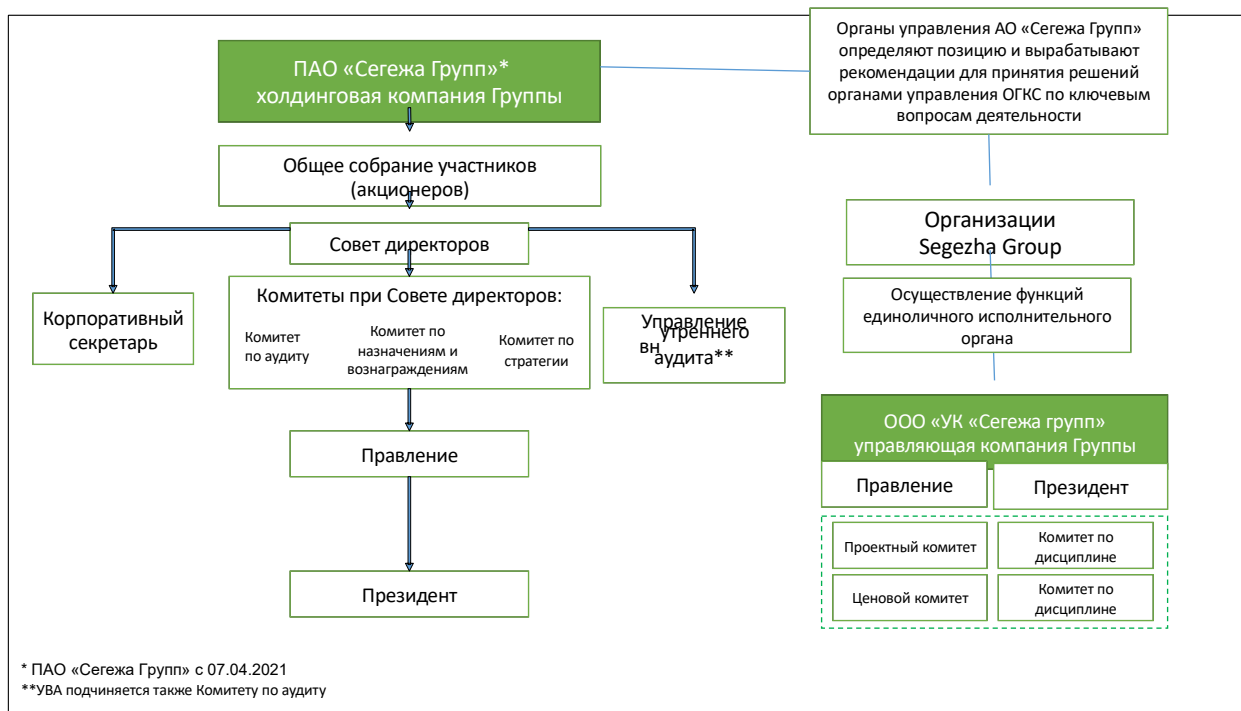 ПАО «Сегежа Групп»*
холдинговая компания Группы
Общее собрание участников
(акционеров)
Совет директоров
Корпоративный
секретарь
Комитеты при Совете директоров:
Комитет
по аудиту
Комитет по
назначениям и
вознаграждениям
Комитет по
стратегии
Управление
внутреннего
аудита**
Правление
Президент
Органы управления АО «Сегежа Групп»
определяют позицию и вырабатывают
рекомендации для принятия решений
органами управления ОГКС по ключевым
вопросам деятельности
Организации
Segezha Group
Осуществление функций
единоличного исполнительного
органа
ООО «УК «Сегежа групп»
управляющая компания Группы
Правление
Президент
Проектный комитет
Комитет по
дисциплине
Ценовой комитет
Комитет по
дисциплине
* ПАО «Сегежа Групп» с 07.04.2021
**УВА подчиняется также Комитету по аудиту